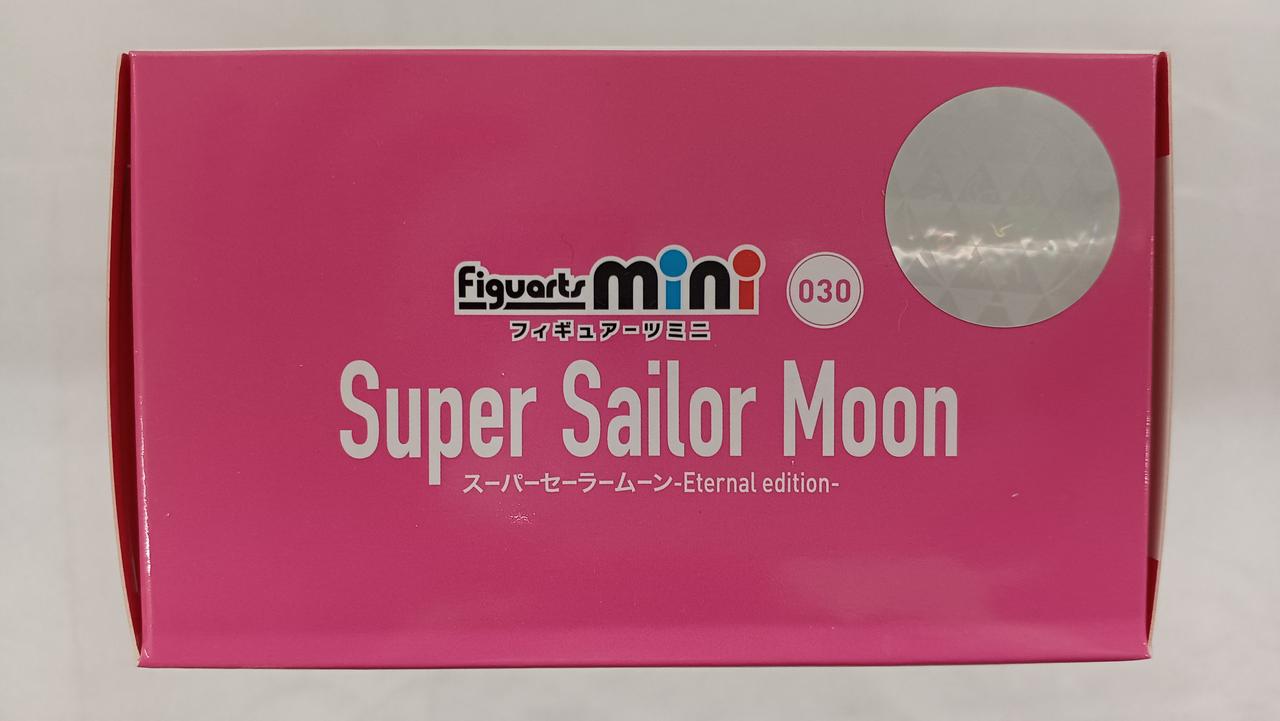 Figuarts mini 030
フィギュアーツミニ
Super Sailor Moon
スーパーセーラームーン-Eternal edition-